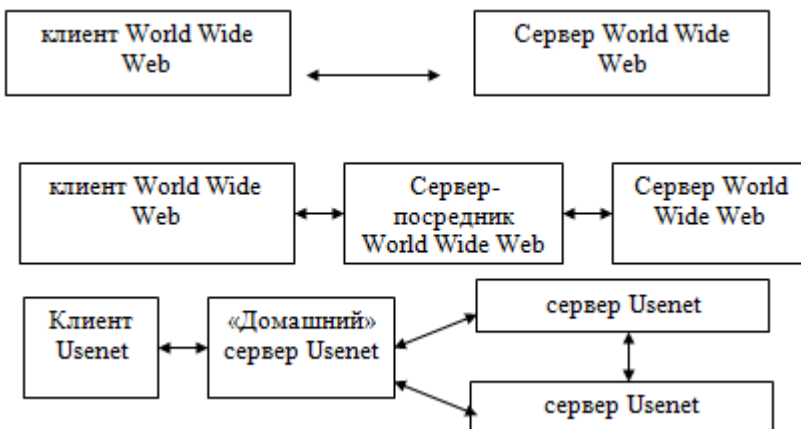 клиент World Wide
Web
Сервер World Wide
Web
клиент World Wide
Web
Сервер-
посредник
World Wide Web
Сервер World
Wide Web
Клиент
Usenet
«Домашний»
сервер Usenet
сервер Usenet
сервер Usenet